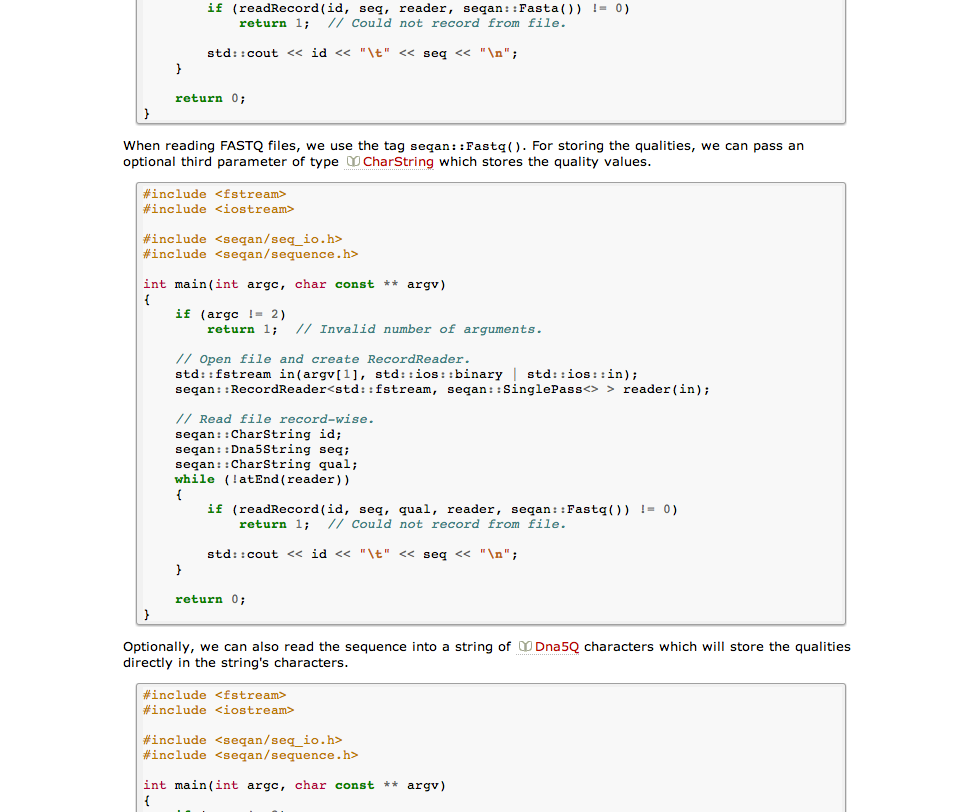 if (readRecord(id, seq, reader, seqan::Fasta()) != 0)
            return 1;  // Could not record from file.

        std::cout << id << "\t" << seq << "\n";
    }

    return 0;
}
When reading FASTQ files, we use the tag seqan::Fastq(). For storing the qualities, we can pass an
optional third parameter of type CharString which stores the quality values.
#include <fstream>
#include <iostream>

#include <seqan/seq_io.h>
#include <seqan/sequence.h>

int main(int argc, char const ** argv)
{
    if (argc != 2)
        return 1;  // Invalid number of arguments.

    // Open file and create RecordReader.
    std::fstream in(argv[1], std::ios::binary | std::ios::in);
    seqan::RecordReader<std::fstream, seqan::SinglePass<> > reader(in);

    // Read file record-wise.
    seqan::CharString id;
    seqan::Dna5String seq;
    seqan::CharString qual;
    while (!atEnd(reader))
    {
        if (readRecord(id, seq, qual, reader, seqan::Fastq()) != 0)
            return 1;  // Could not record from file.

        std::cout << id << "\t" << seq << "\n";
    }

    return 0;
}
Optionally, we can also read the sequence into a string of Dna5Q characters which will store the qualities
directly in the string's characters.
#include <fstream>
#include <iostream>

#include <seqan/seq_io.h>
#include <seqan/sequence.h>

int main(int argc, char const ** argv)
{